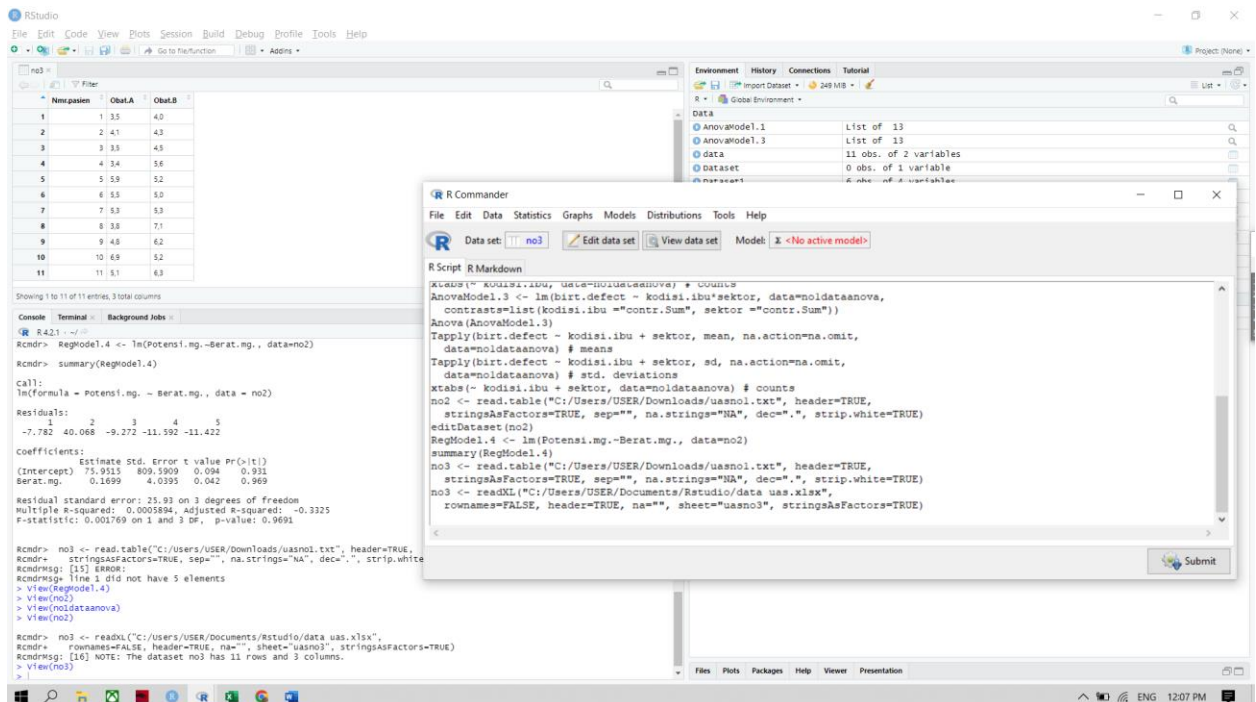 RStudio
File Edit Code View Plots Session Build Debug Profile Tools Help
Go to file/function Addins
Project: (None)
no3
Filter
Nmr.pasien Obat.A Obat.B
1 1 3,5 4,0
2 2 4,1 4,3
3 3 3,5 4,5
4 4 3,4 5,6
5 5 5,9 5,2
6 6 5,5 5,0
7 7 5,3 5,3
8 8 3,8 7,1
9 9 4,8 6,2
10 10 6,9 5,2
11 11 5,1 6,3
Showing 1 to 11 of 11 entries, 3 total columns
Console Terminal Background Jobs
R 4.2.1 · ~/
Rcmdr> RegModel.4 <- lm(Potensi.mg.~Berat.mg., data=no2)
Rcmdr> summary(RegModel.4)
Call:
lm(formula = Potensi.mg. ~ Berat.mg., data = no2)
Residuals:
1 2 3 4 5
-7.782 40.068 -9.272 -11.592 -11.422
Coefficients:
Estimate Std. Error t value Pr(>|t|)
(Intercept) 75.9515 809.5909 0.094 0.931
Berat.mg. 0.1699 4.0395 0.042 0.969
Residual standard error: 25.93 on 3 degrees of freedom
Multiple R-squared: 0.0005894, Adjusted R-squared: -0.3325
F-statistic: 0.001769 on 1 and 3 DF, p-value: 0.9691
Rcmdr> no3 <- read.table("C:/Users/USER/Downloads/uasno1.txt", header=TRUE,
Rcmdr+ stringsAsFactors=TRUE, sep="", na.strings="NA", dec=".", strip.white
RcmdrMsg: [15] ERROR:
RcmdrMsg+ line 1 did not have 5 elements
> View(RegModel.4)
> View(no2)
> View(no1dataanova)
> View(no2)
Rcmdr> no3 <- readXL("C:/Users/USER/Documents/Rstudio/data uas.xlsx",
Rcmdr+ rownames=FALSE, header=TRUE, na="", sheet="uasno3", stringsAsFactors=TRUE)
RcmdrMsg: [16] NOTE: The dataset no3 has 11 rows and 3 columns.
> View(no3)
>
Environment History Connections Tutorial
Import Dataset 249 MiB List
R Global Environment
Data
AnovaModel.1 List of 13
AnovaModel.3 List of 13
data 11 obs. of 2 variables
Dataset 0 obs. of 1 variable
Dataset1 6 obs. of 4 variables
R Commander
File Edit Data Statistics Graphs Models Distributions Tools Help
Data set: no3 Edit data set View data set Model: Σ <No active model>
R Script R Markdown
xtabs(~ kodisi.ibu, data=no1dataanova) # counts
AnovaModel.3 <- lm(birt.defect ~ kodisi.ibu*sektor, data=no1dataanova,
contrasts=list(kodisi.ibu ="contr.Sum", sektor ="contr.Sum"))
Anova(AnovaModel.3)
Tapply(birt.defect ~ kodisi.ibu + sektor, mean, na.action=na.omit,
data=no1dataanova) # means
Tapply(birt.defect ~ kodisi.ibu + sektor, sd, na.action=na.omit,
data=no1dataanova) # std. deviations
xtabs(~ kodisi.ibu + sektor, data=no1dataanova) # counts
no2 <- read.table("C:/Users/USER/Downloads/uasno1.txt", header=TRUE,
stringsAsFactors=TRUE, sep="", na.strings="NA", dec=".", strip.white=TRUE)
editDataset(no2)
RegModel.4 <- lm(Potensi.mg.~Berat.mg., data=no2)
summary(RegModel.4)
no3 <- read.table("C:/Users/USER/Downloads/uasno1.txt", header=TRUE,
stringsAsFactors=TRUE, sep="", na.strings="NA", dec=".", strip.white=TRUE)
no3 <- readXL("C:/Users/USER/Documents/Rstudio/data uas.xlsx",
rownames=FALSE, header=TRUE, na="", sheet="uasno3", stringsAsFactors=TRUE)
Submit
Files Plots Packages Help Viewer Presentation
ENG 12:07 PM